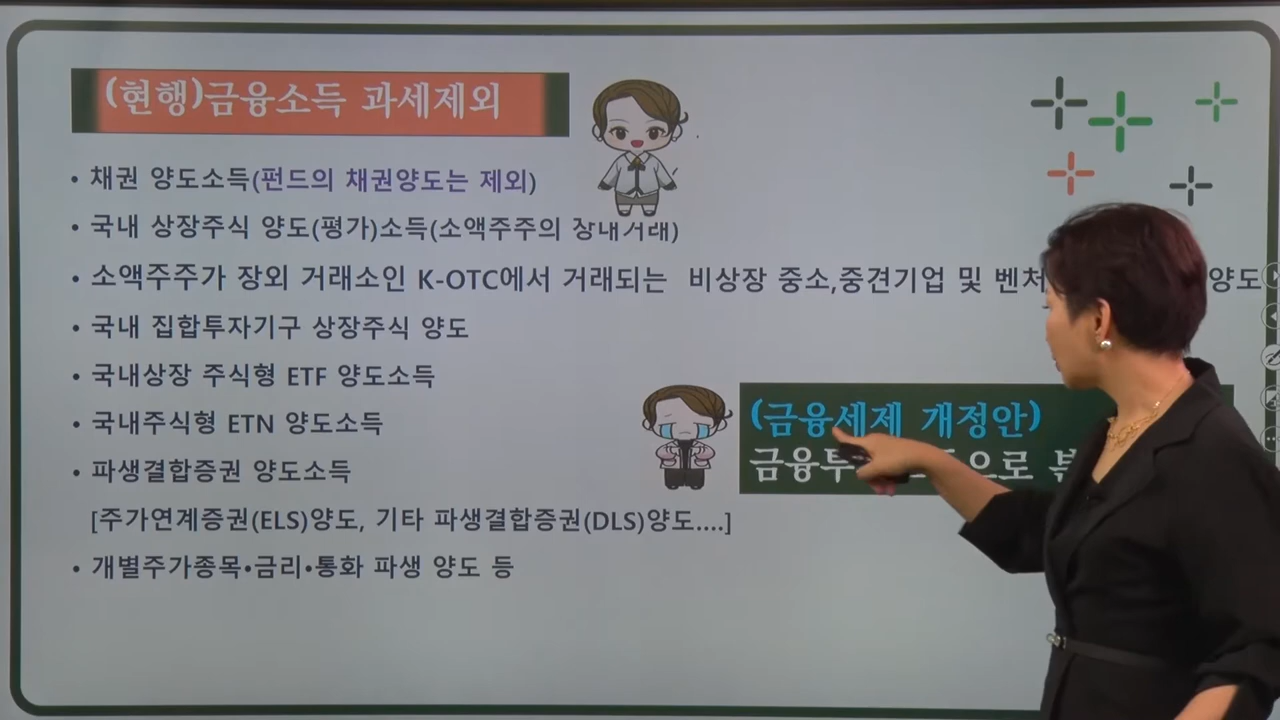 (현행)금융소득 과세제외
• 채권 양도소득(펀드의 채권양도는 제외)
• 국내 상장주식 양도(평가)소득(소액주주의 장내거래)
• 소액주주가 장외 거래소인 K-OTC에서 거래되는 비상장 중소,중견기업 및 벤처 양도
• 국내 집합투자기구 상장주식 양도
• 국내상장 주식형 ETF 양도소득
• 국내주식형 ETN 양도소득
• 파생결합증권 양도소득
[주가연계증권(ELS)양도, 기타 파생결합증권(DLS)양도....]
• 개별주가종목•금리•통화 파생 양도 등
(금융세제 개정안)
금융투 으로